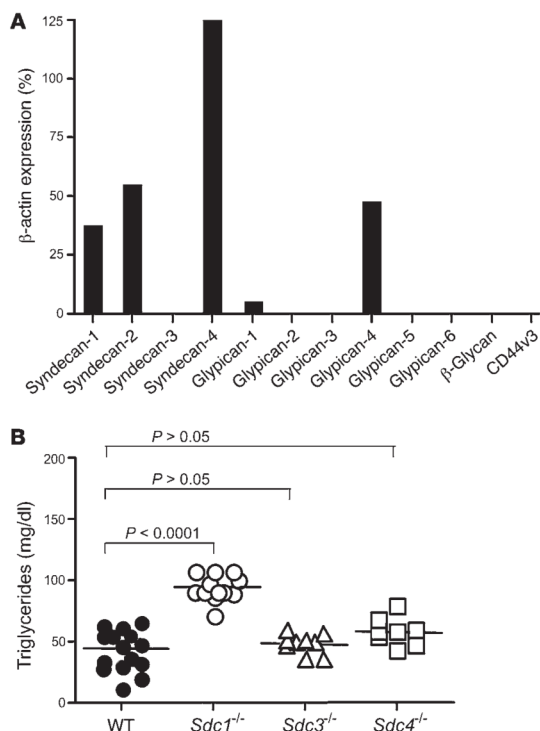 A
β-actin expression (%)
125
100
75
50
25
0
Syndecan-1
Syndecan-2
Syndecan-3
Syndecan-4
Glypican-1
Glypican-2
Glypican-3
Glypican-4
Glypican-5
Glypican-6
β-Glycan
CD44v3
B
Triglycerides (mg/dl)
200
150
100
50
0
P > 0.05
P > 0.05
P < 0.0001
WT
Sdc1-/-
Sdc3-/-
Sdc4-/-